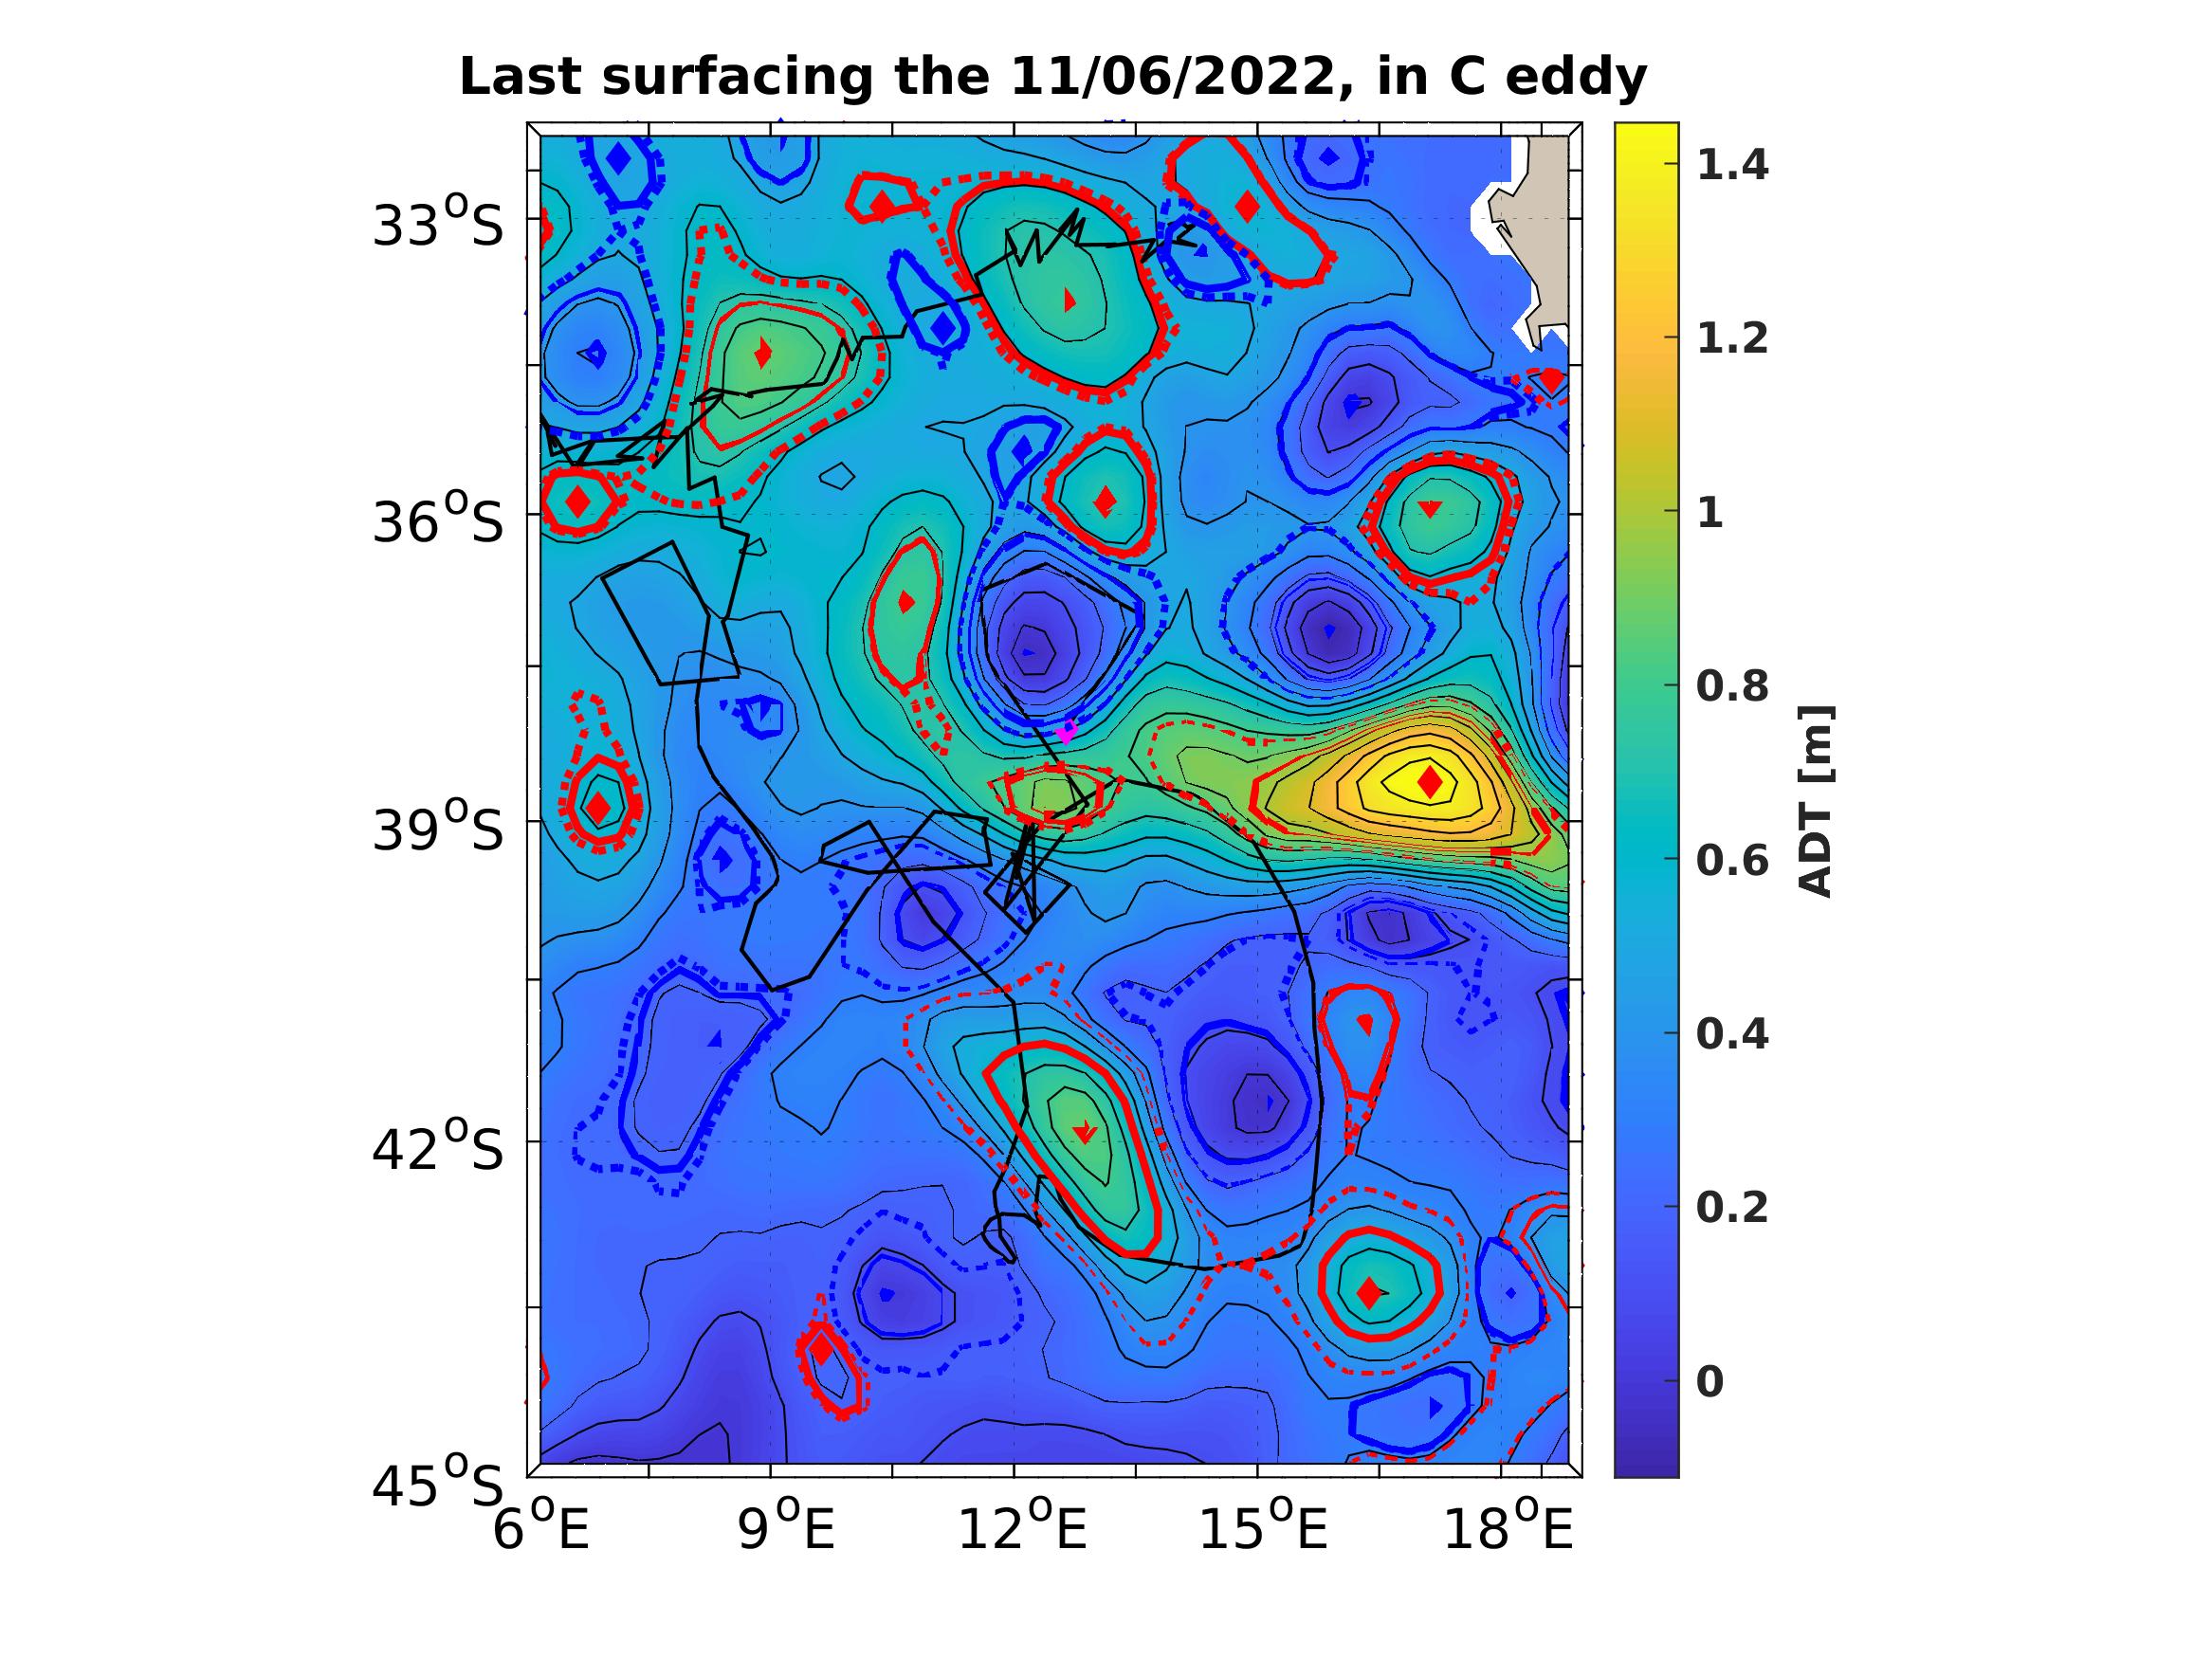 Last surfacing the 11/06/2022, in C eddy
33°S
36°S
39°S
42°S
45°S
6°E 9°E 12°E 15°E 18°E
1.4
1.2
1
0.8
0.6
0.4
0.2
0
ADT [m]